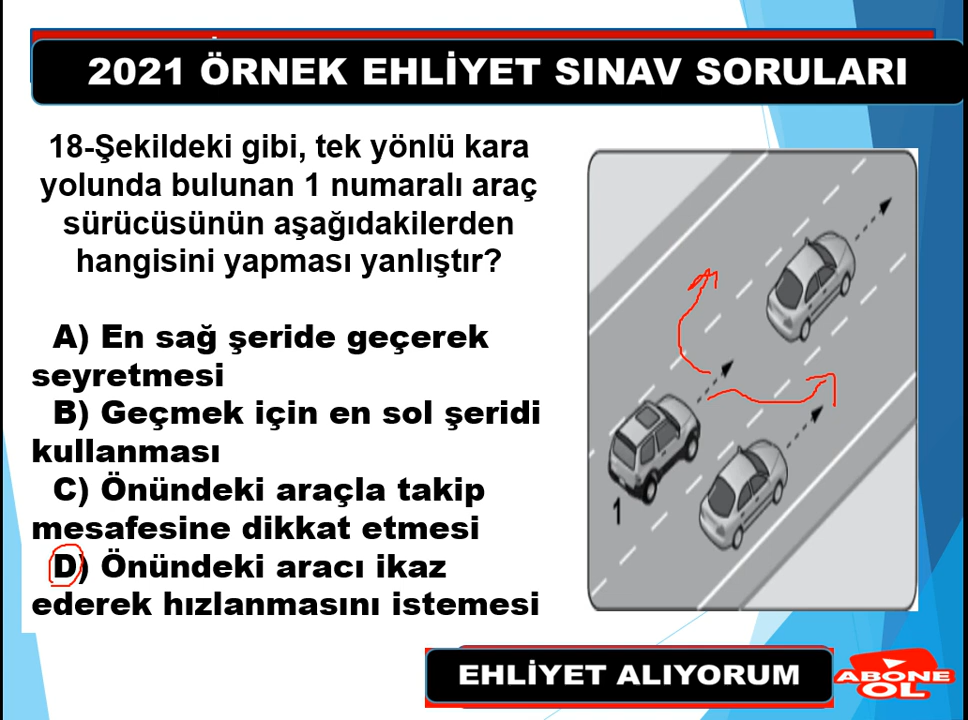 2021 ÖRNEK EHLİYET SINAV SORULARI
18-Şekildeki gibi, tek yönlü kara
yolunda bulunan 1 numaralı araç
sürücüsünün aşağıdakilerden
hangisini yapması yanlıştır?
A) En sağ şeride geçerek
seyretmesi
B) Geçmek için en sol şeridi
kullanması
C) Önündeki araçla takip
mesafesine dikkat etmesi
D) Önündeki aracı ikaz
ederek hızlanmasını istemesi
1
EHLİYET ALIYORUM
ABONE
OL